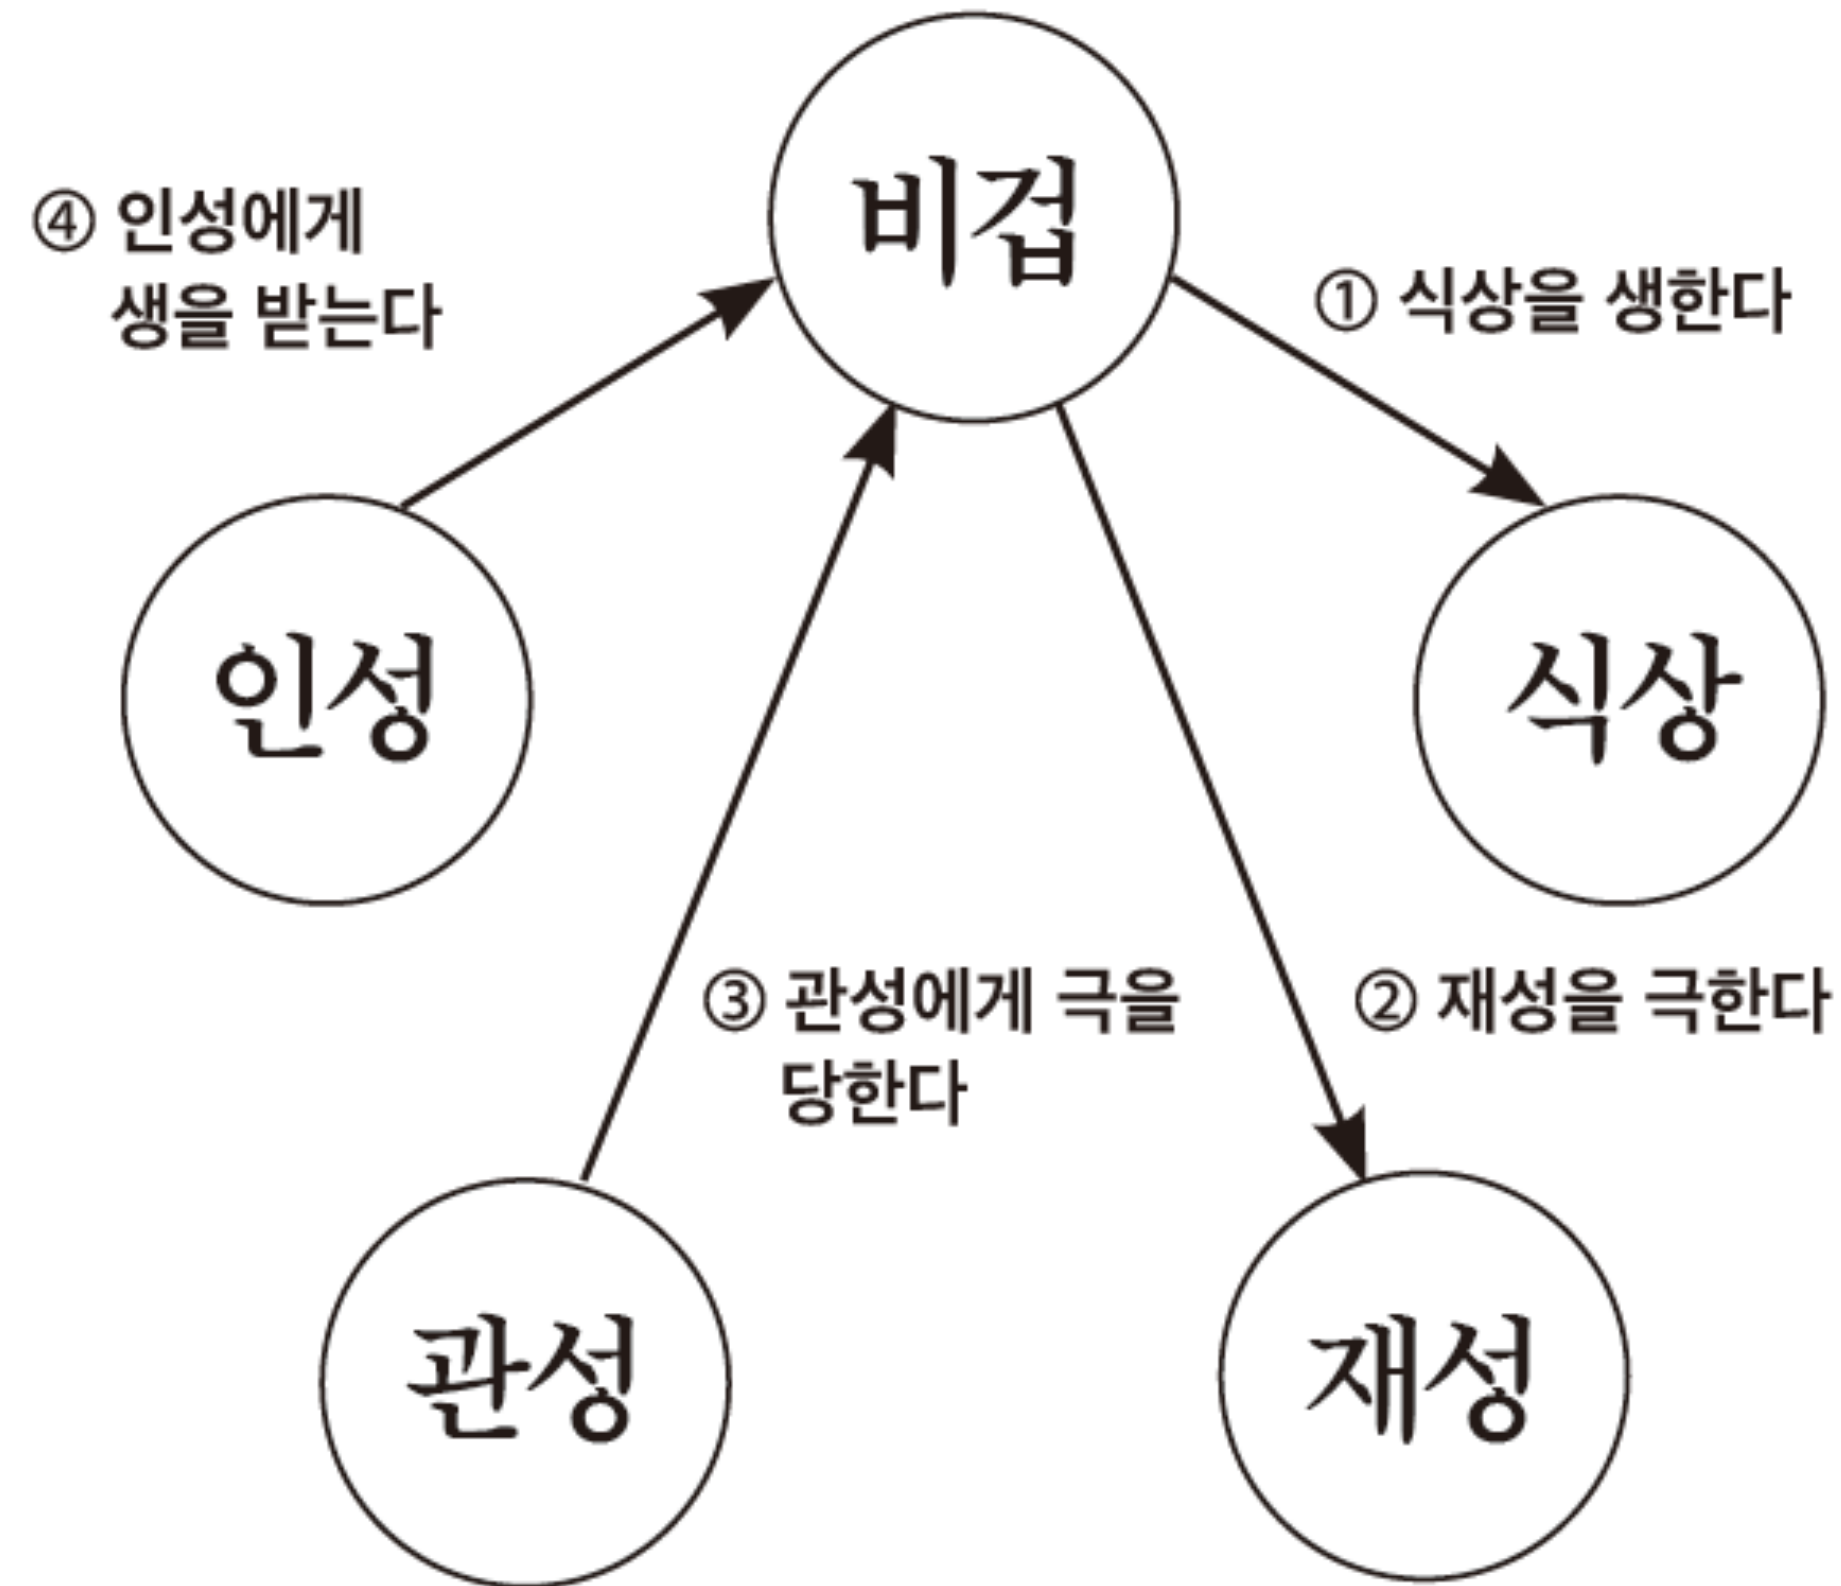 비겁
④ 인성에게
생을 받는다
① 식상을 생한다
인성
식상
③ 관성에게 극을
당한다
② 재성을 극한다
관성
재성